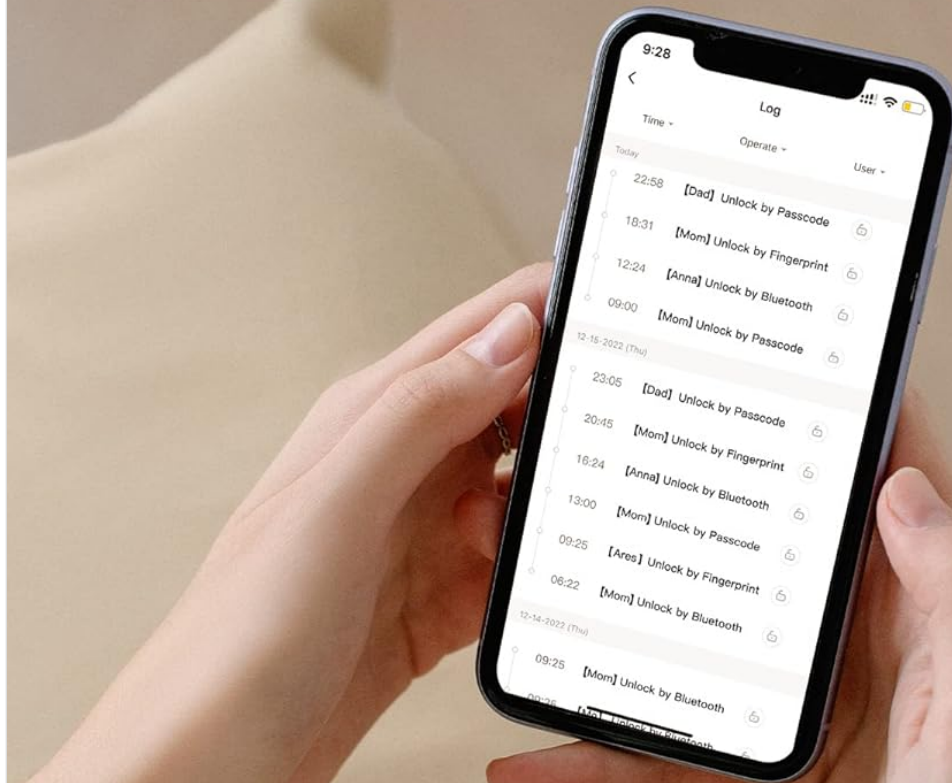 9:28
Log
Time
Operate
User
Today
22:58 【Dad】 Unlock by Passcode
18:31 【Mom】 Unlock by Fingerprint
12:24 【Anna】 Unlock by Bluetooth
09:00 【Mom】 Unlock by Passcode
12-15-2022 (Thu)
23:05 【Dad】 Unlock by Passcode
20:45 【Mom】 Unlock by Fingerprint
16:24 【Anna】 Unlock by Bluetooth
13:00 【Mom】 Unlock by Passcode
09:25 【Ares】 Unlock by Fingerprint
06:22 【Mom】 Unlock by Bluetooth
12-14-2022 (Thu)
09:25 【Mom】 Unlock by Bluetooth
Unlock by Bluetooth